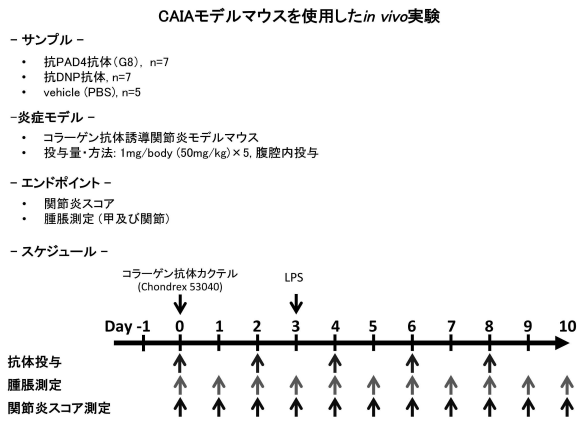 CAIAモデルマウスを使用したin vivo実験
– サンプル –
• 抗PAD4抗体(G8), n=7
• 抗DNP抗体, n=7
• vehicle (PBS), n=5
–炎症モデル –
• コラーゲン抗体誘導関節炎モデルマウス
• 投与量・方法: 1mg/body (50mg/kg)×5, 腹腔内投与
– エンドポイント –
• 関節炎スコア
• 腫脹測定 (甲及び関節)
– スケジュール –
コラーゲン抗体カクテル
(Chondrex 53040)
LPS
Day -1 0 1 2 3 4 5 6 7 8 9 10
抗体投与
腫脹測定
関節炎スコア測定